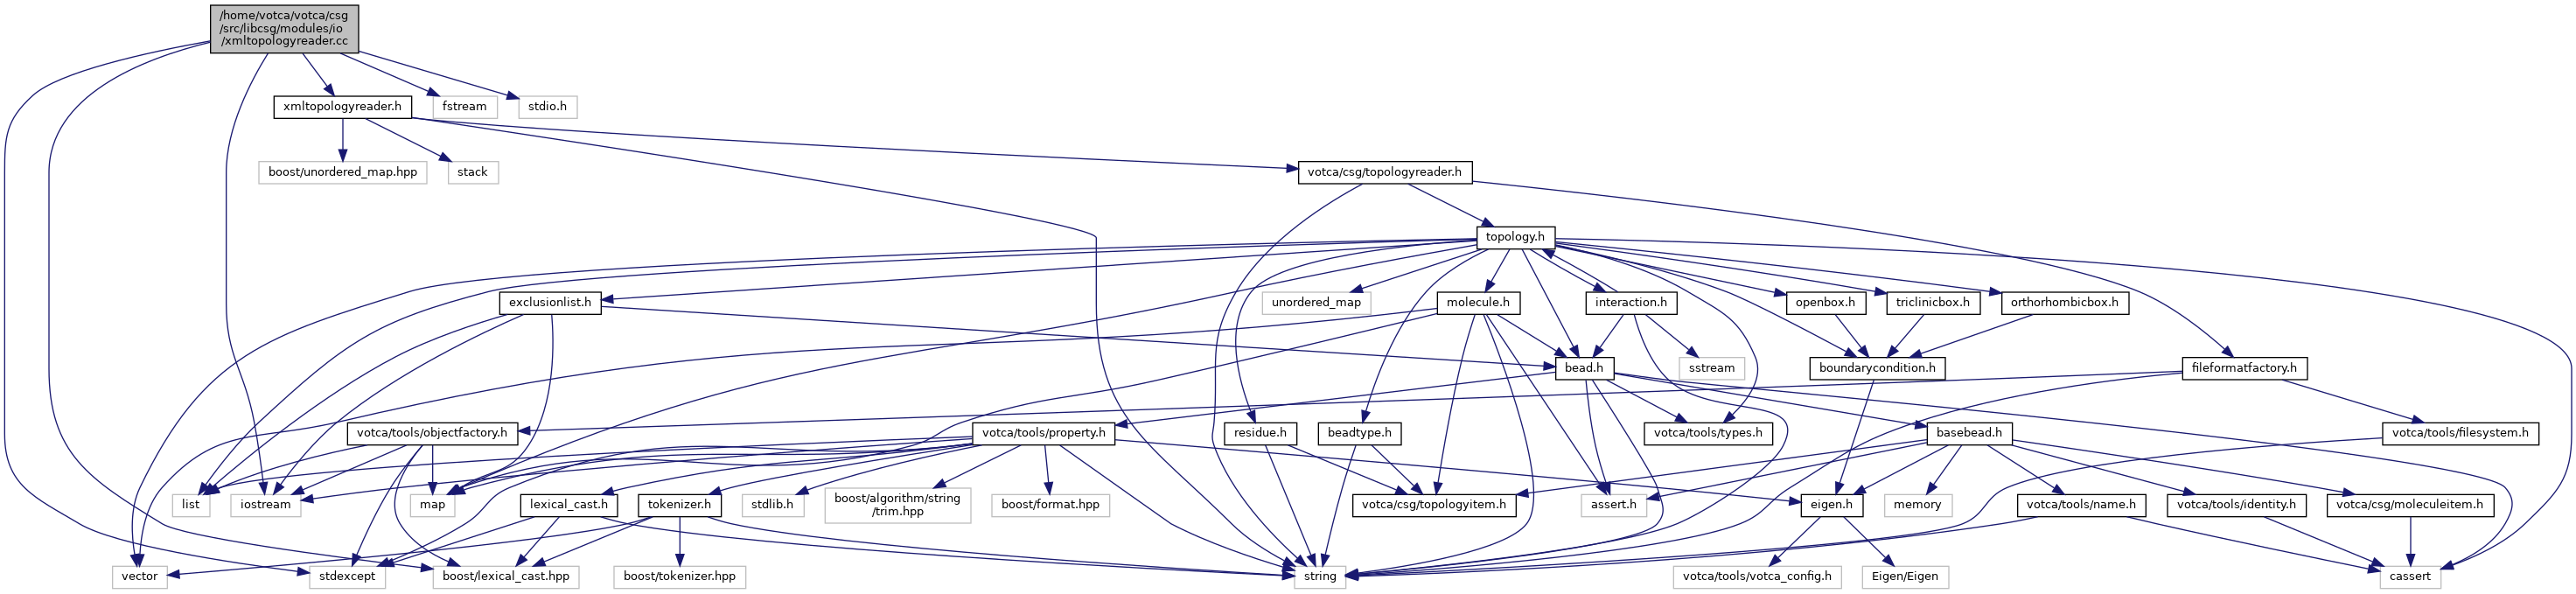 /home/votca/votca/csg
/src/libcsg/modules/io
/xmltopologyreader.cc
xmltopologyreader.h
fstream
stdio.h
boost/unordered_map.hpp
stack
votca/csg/topologyreader.h
topology.h
exclusionlist.h
unordered_map
molecule.h
interaction.h
openbox.h
triclinicbox.h
orthorhombicbox.h
bead.h
sstream
boundarycondition.h
fileformatfactory.h
votca/tools/objectfactory.h
votca/tools/property.h
residue.h
beadtype.h
votca/tools/types.h
basebead.h
votca/tools/filesystem.h
list
iostream
map
lexical_cast.h
tokenizer.h
stdlib.h
boost/algorithm/string
/trim.hpp
boost/format.hpp
votca/csg/topologyitem.h
assert.h
eigen.h
memory
votca/tools/name.h
votca/tools/identity.h
votca/csg/moleculeitem.h
vector
stdexcept
boost/lexical_cast.hpp
boost/tokenizer.hpp
string
votca/tools/votca_config.h
Eigen/Eigen
cassert